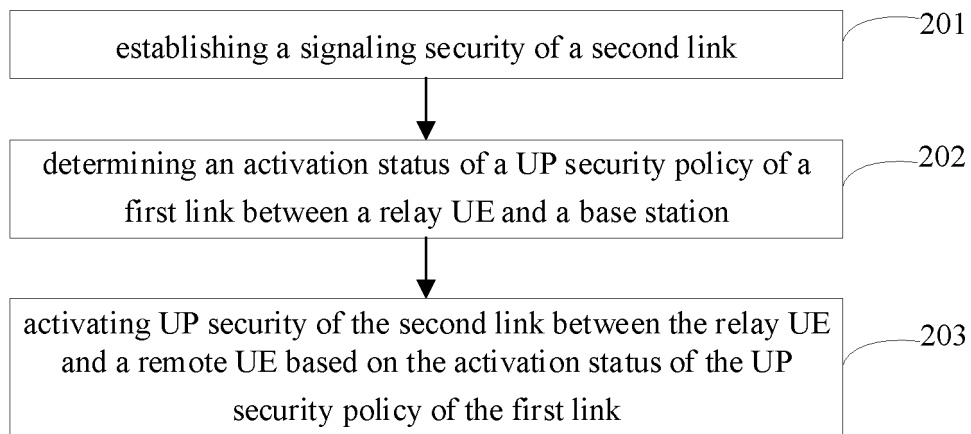 establishing a signaling security of a second link
201
determining an activation status of a UP security policy of a
first link between a relay UE and a base station
202
activating UP security of the second link between the relay UE
and a remote UE based on the activation status of the UP
security policy of the first link
203